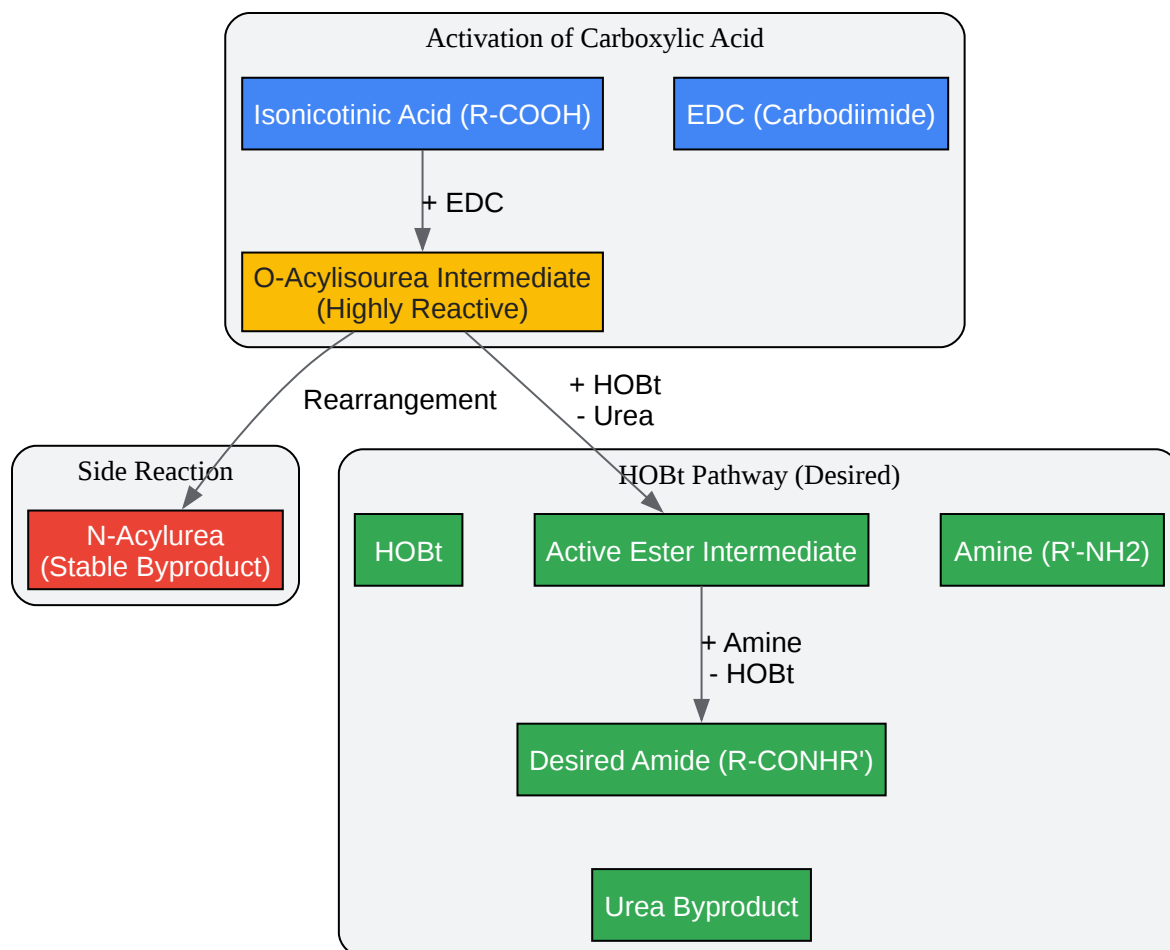 Activation of Carboxylic Acid
Isonicotinic Acid (R-COOH)
EDC (Carbodiimide)
+ EDC
O-Acylisourea Intermediate
(Highly Reactive)
Rearrangement
+ HOBt
- Urea
Side Reaction
N-Acylurea
(Stable Byproduct)
HOBt Pathway (Desired)
HOBt
Active Ester Intermediate
Amine (R'-NH2)
+ Amine
- HOBt
Desired Amide (R-CONHR')
Urea Byproduct